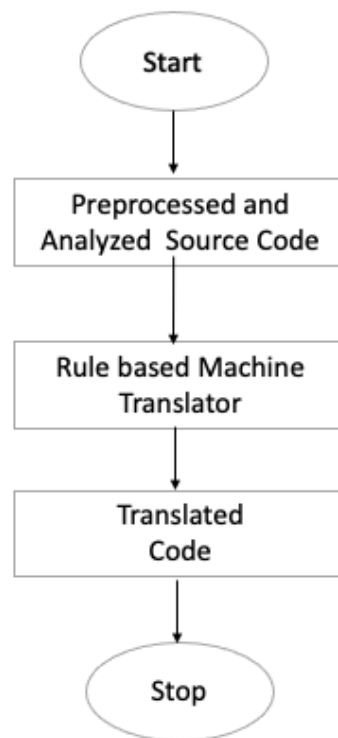 Start
Preprocessed and
Analyzed Source Code
Rule based Machine
Translator
Translated
Code
Stop